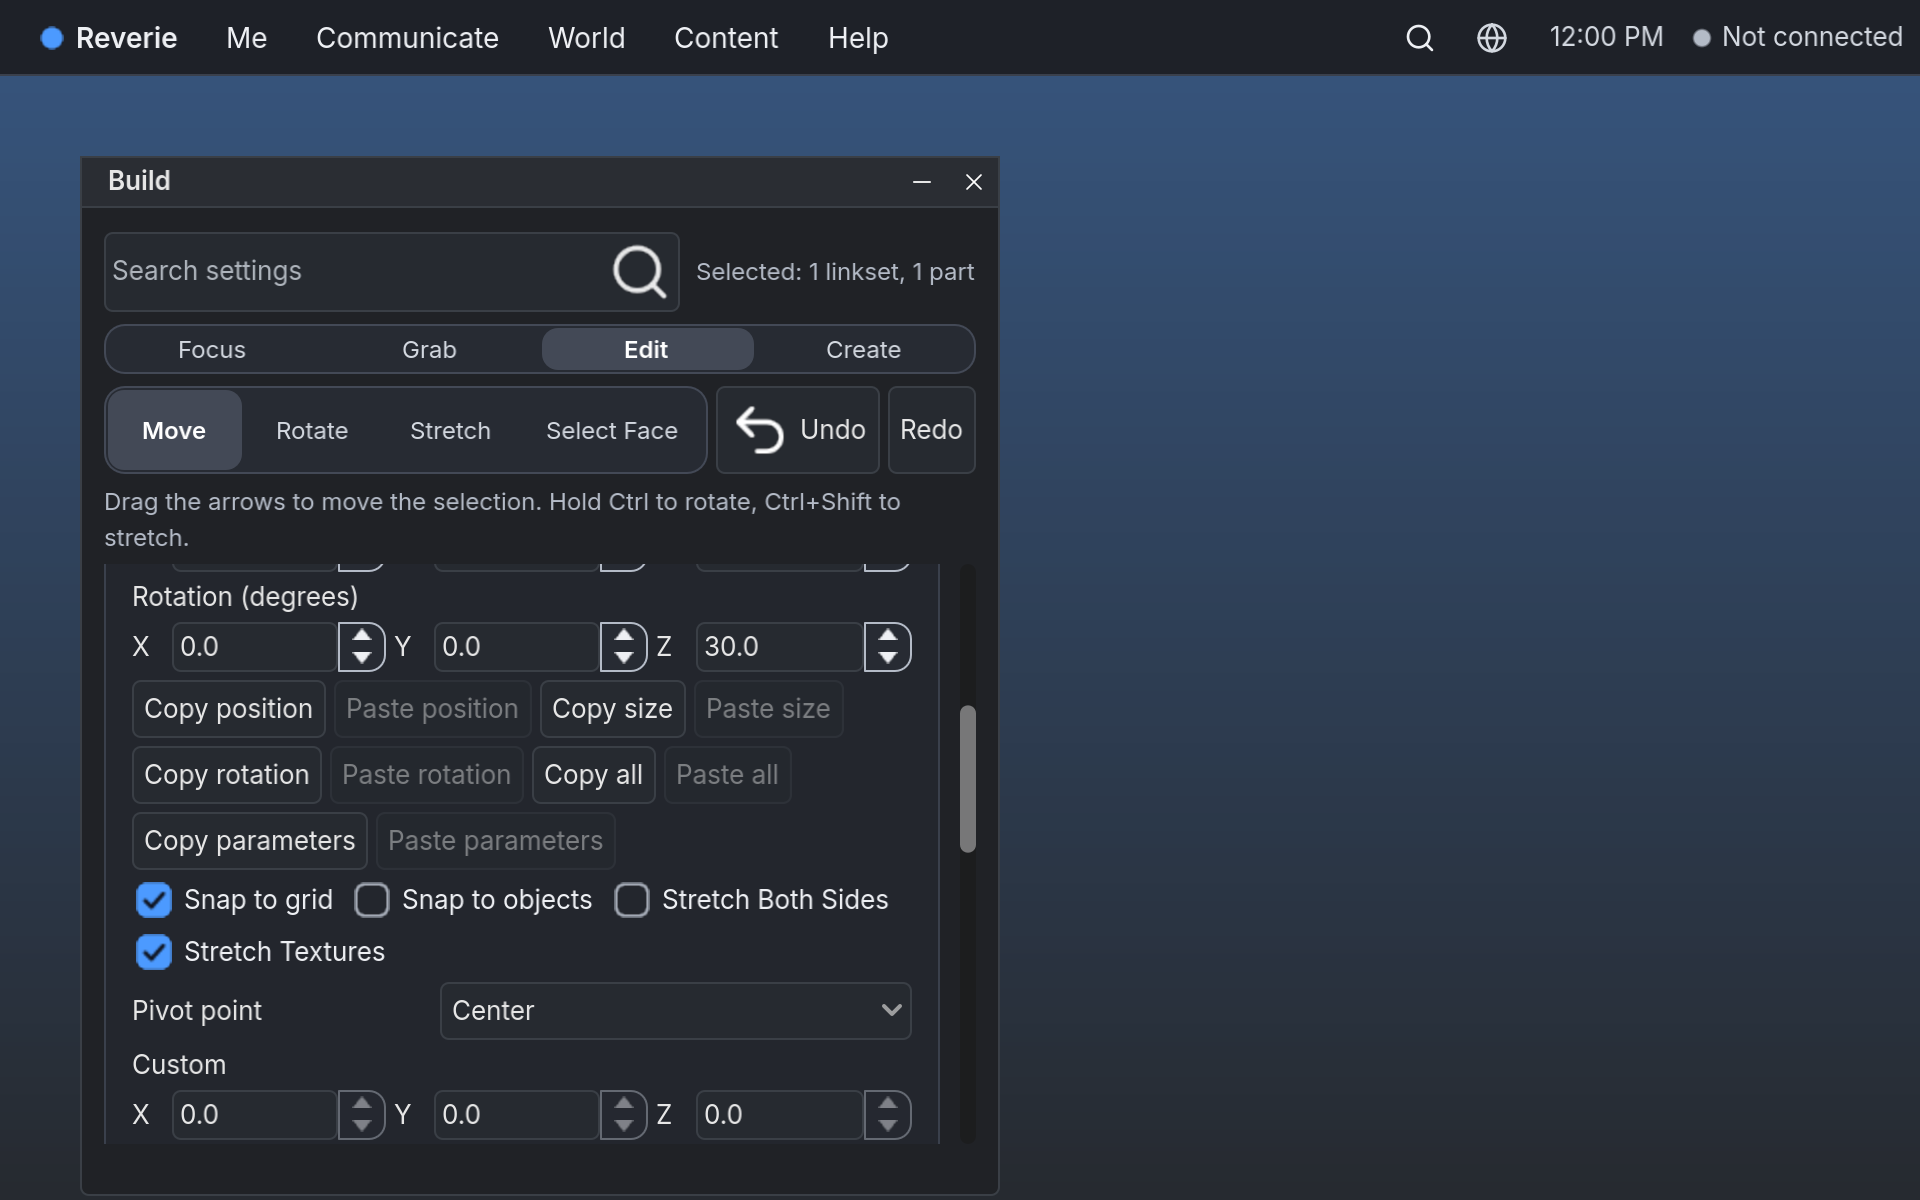 Reverie Me Communicate World Content Help 12:00 PM Not connected
Build
Search settings Selected: 1 linkset, 1 part
Focus Grab Edit Create
Move Rotate Stretch Select Face Undo Redo
Drag the arrows to move the selection. Hold Ctrl to rotate, Ctrl+Shift to
stretch.
Rotation (degrees)
X 0.0 Y 0.0 Z 30.0
Copy position Paste position Copy size Paste size
Copy rotation Paste rotation Copy all Paste all
Copy parameters Paste parameters
Snap to grid Snap to objects Stretch Both Sides
Stretch Textures
Pivot point Center
Custom
X 0.0 Y 0.0 Z 0.0